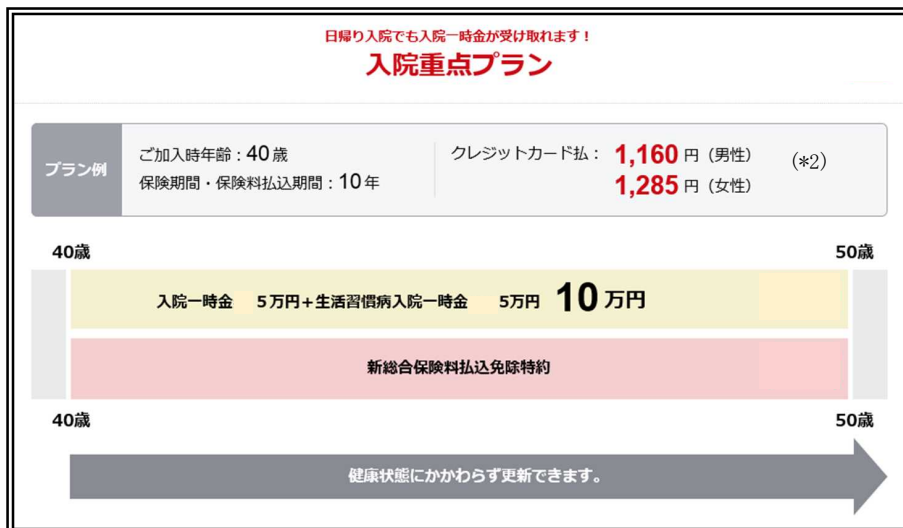 日帰り入院でも入院一時金が受け取れます！
入院重点プラン
プラン例
ご加入時年齢：40歳
保険期間・保険料払込期間：10年
クレジットカード払： 1,160円（男性）
1,285円（女性）
(*2)
40歳 50歳
入院一時金 5万円＋生活習慣病入院一時金 5万円 10万円
新総合保険料払込免除特約
40歳 50歳
健康状態にかかわらず更新できます。